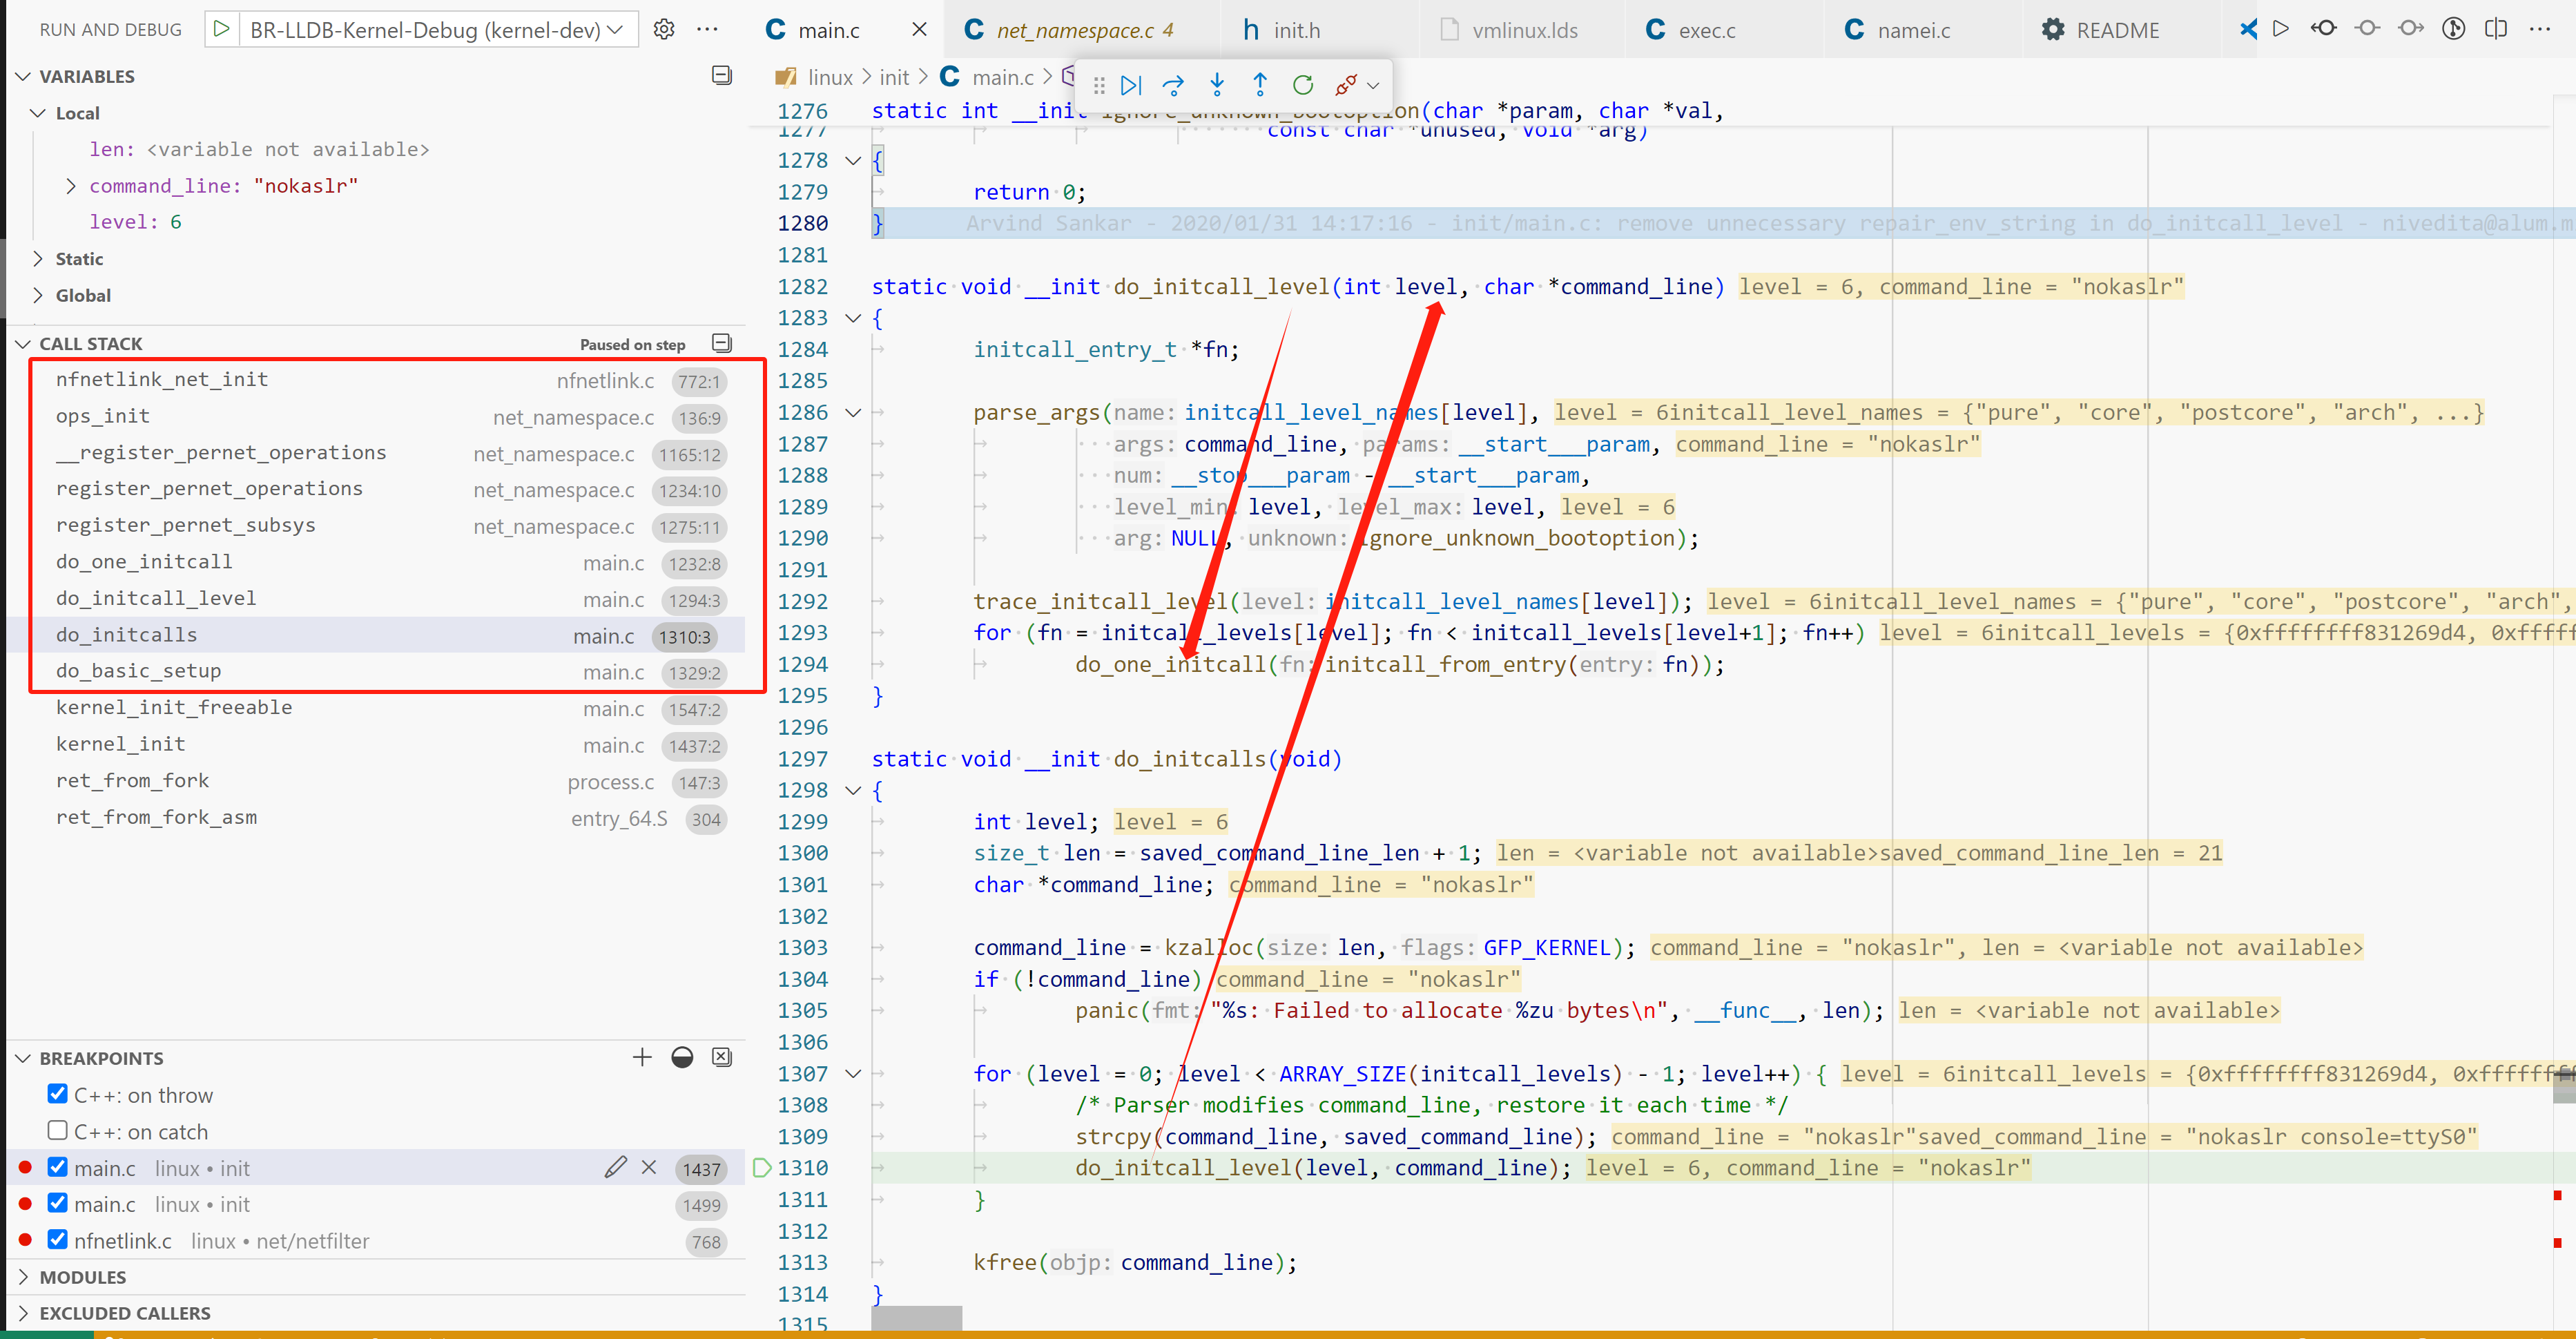 RUN AND DEBUG BR-LLDB-Kernel-Debug (kernel-dev)
main.c net_namespace.c 4 init.h vmlinux.lds exec.c namei.c README
VARIABLES
Local
len: <variable not available>
command_line: "nokaslr"
level: 6
Static
Global
CALL STACK Paused on step
nfnetlink_net_init nfnetlink.c 772:1
ops_init net_namespace.c 136:9
__register_pernet_operations net_namespace.c 1165:12
register_pernet_operations net_namespace.c 1234:10
register_pernet_subsys net_namespace.c 1275:11
do_one_initcall main.c 1232:8
do_initcall_level main.c 1294:3
do_initcalls main.c 1310:3
do_basic_setup main.c 1329:2
kernel_init_freeable main.c 1547:2
kernel_init main.c 1437:2
ret_from_fork process.c 147:3
ret_from_fork_asm entry_64.S 304
BREAKPOINTS
C++: on throw
C++: on catch
main.c linux • init 1437
main.c linux • init 1499
nfnetlink.c linux • net/netfilter 768
MODULES
EXCLUDED CALLERS
linux > init > C main.c >
1276 static int __init ignore_unknown_bootoption(char *param, char *val,
1277 const char *unused, void *arg)
1278 {
1279 return 0;
1280 } Arvind Sankar - 2020/01/31 14:17:16 - init/main.c: remove unnecessary repair_env_string in do_initcall_level - nivedita@alum.m
1281
1282 static void __init do_initcall_level(int level, char *command_line) level = 6, command_line = "nokaslr"
1283 {
1284 initcall_entry_t *fn;
1285
1286 parse_args(name: initcall_level_names[level], level = 6initcall_level_names = {"pure", "core", "postcore", "arch", ...}
1287 args: command_line, params: __start___param, command_line = "nokaslr"
1288 num: __stop___param - __start___param,
1289 level_min: level, level_max: level, level = 6
1290 arg: NULL, unknown: ignore_unknown_bootoption);
1291
1292 trace_initcall_level(level: initcall_level_names[level]); level = 6initcall_level_names = {"pure", "core", "postcore", "arch",
1293 for (fn = initcall_levels[level]; fn < initcall_levels[level+1]; fn++) level = 6initcall_levels = {0xffffffff831269d4, 0xfffff
1294 do_one_initcall(fn: initcall_from_entry(entry: fn));
1295 }
1296
1297 static void __init do_initcalls(void)
1298 {
1299 int level; level = 6
1300 size_t len = saved_command_line_len + 1; len = <variable not available>saved_command_line_len = 21
1301 char *command_line; command_line = "nokaslr"
1302
1303 command_line = kzalloc(size: len, flags: GFP_KERNEL); command_line = "nokaslr", len = <variable not available>
1304 if (!command_line) command_line = "nokaslr"
1305 panic(fmt: "%s: Failed to allocate %zu bytes\n", __func__, len); len = <variable not available>
1306
1307 for (level = 0; level < ARRAY_SIZE(initcall_levels) - 1; level++) { level = 6initcall_levels = {0xffffffff831269d4, 0xffffffff
1308 /* Parser modifies command_line, restore it each time */
1309 strcpy(command_line, saved_command_line); command_line = "nokaslr"saved_command_line = "nokaslr console=ttyS0"
1310 do_initcall_level(level, command_line); level = 6, command_line = "nokaslr"
1311 }
1312
1313 kfree(objp: command_line);
1314 }
1315